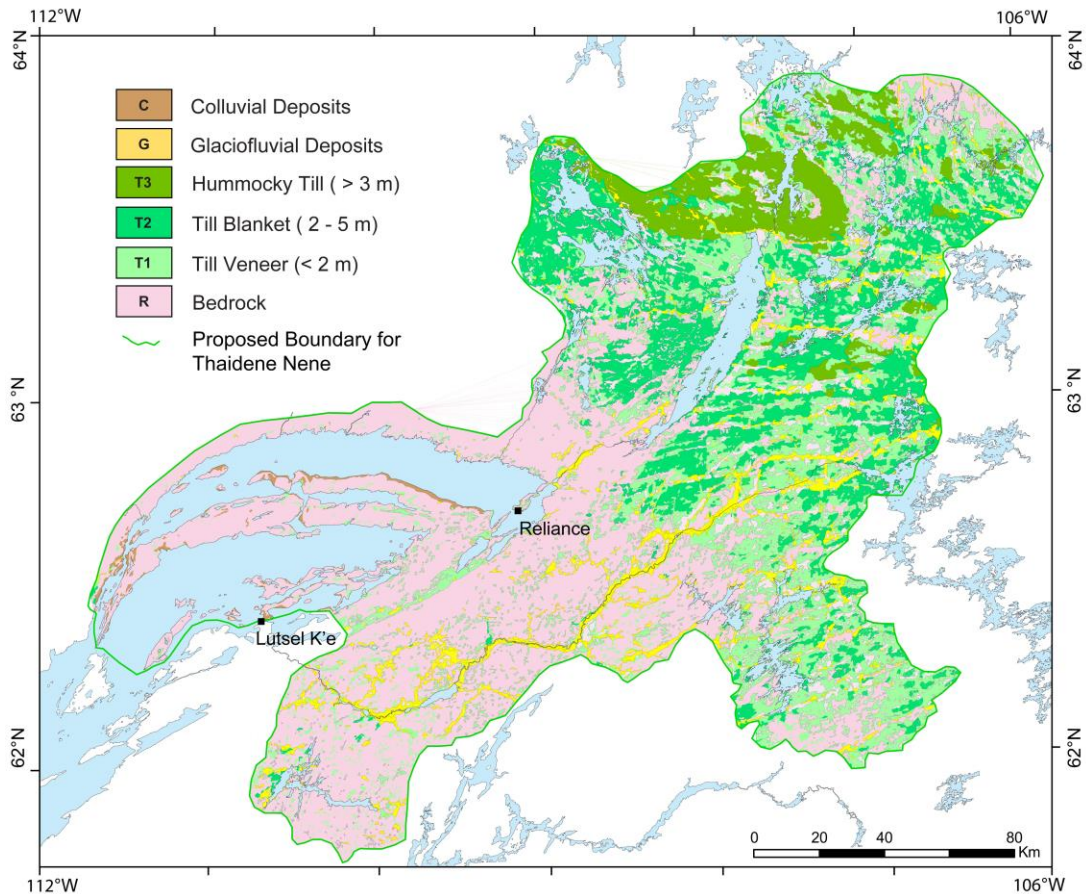 112°W
106°W
64°N
64°N
C Colluvial Deposits
G Glaciofluvial Deposits
T3 Hummocky Till ( > 3 m)
T2 Till Blanket ( 2 - 5 m)
T1 Till Veneer (< 2 m)
R Bedrock
Proposed Boundary for
Thaidene Nene
63 °N
63°N
Reliance
Lutsel K'e
62°N
62°N
0 20 40 80
Km
112°W
106°W